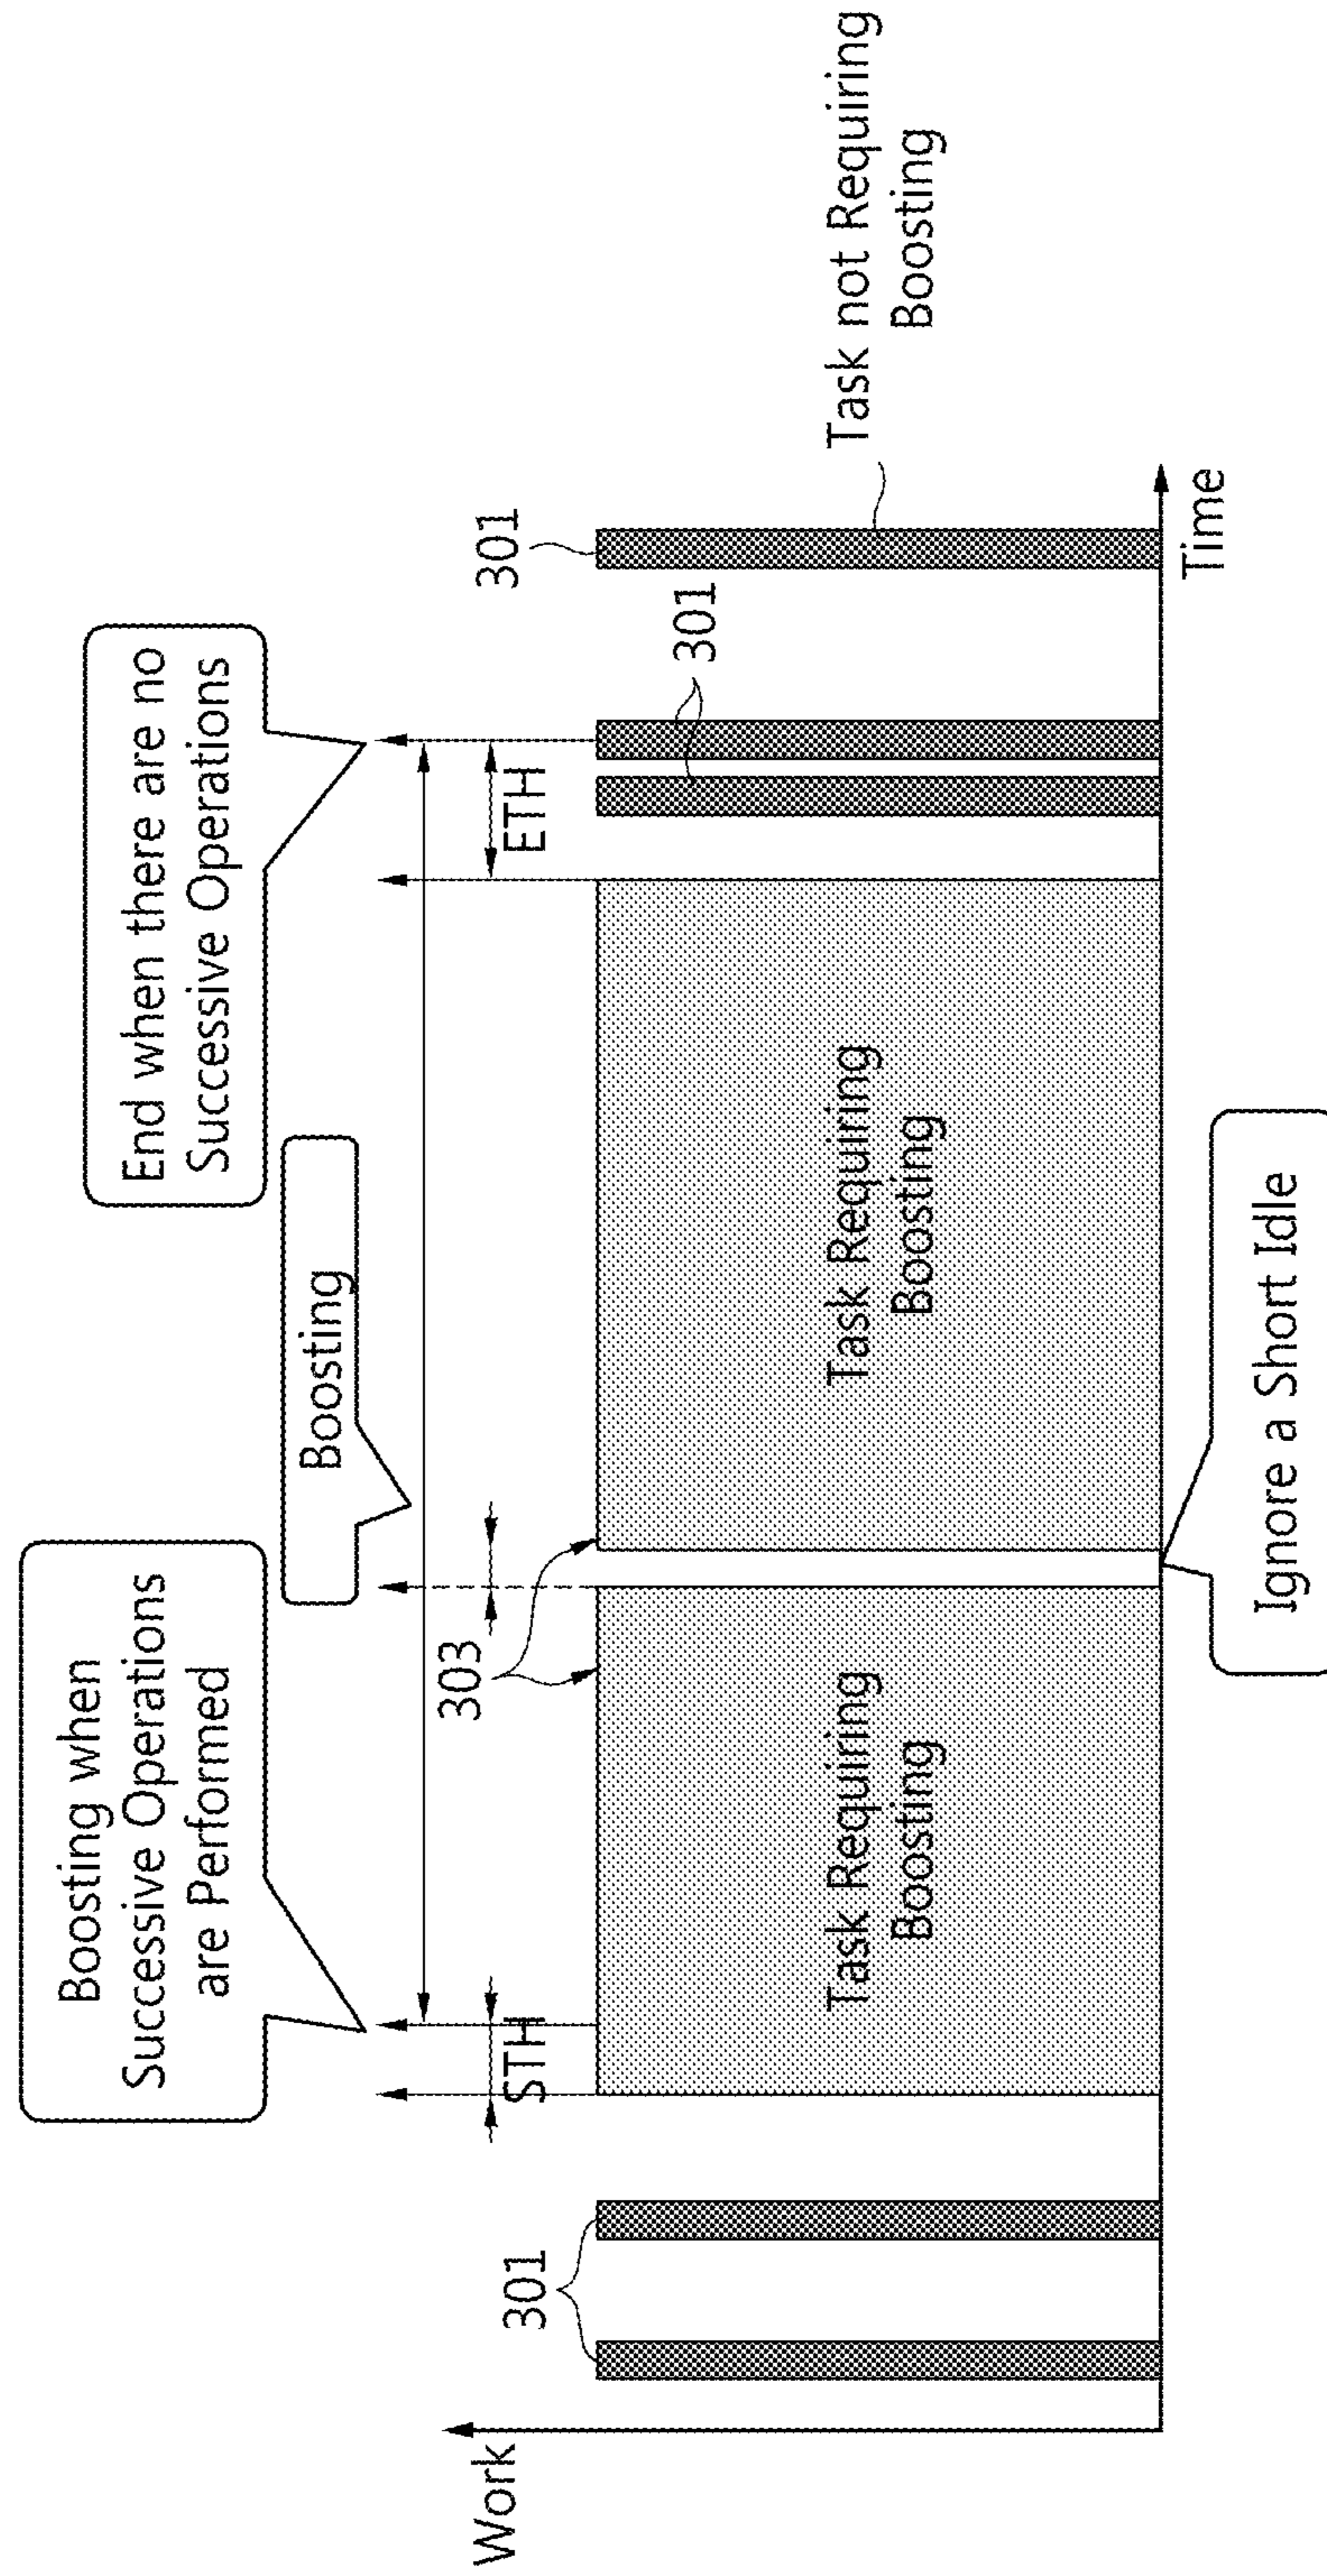 Boosting when
Successive Operations
are Performed
Boosting
End when there are no
Successive Operations
Work
301
STH
303
ETH
301
301
Task Requiring
Boosting
Task Requiring
Boosting
Task not Requiring
Boosting
Time
Ignore a Short Idle